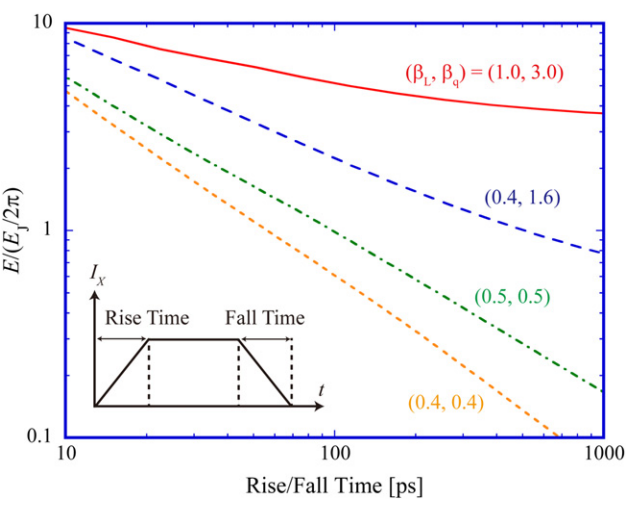 10
(β_L, β_q) = (1.0, 3.0)
(0.4, 1.6)
E/(E_J/2π)
1
I_X
(0.5, 0.5)
Rise Time
Fall Time
t
(0.4, 0.4)
0.1
10
100
1000
Rise/Fall Time [ps]